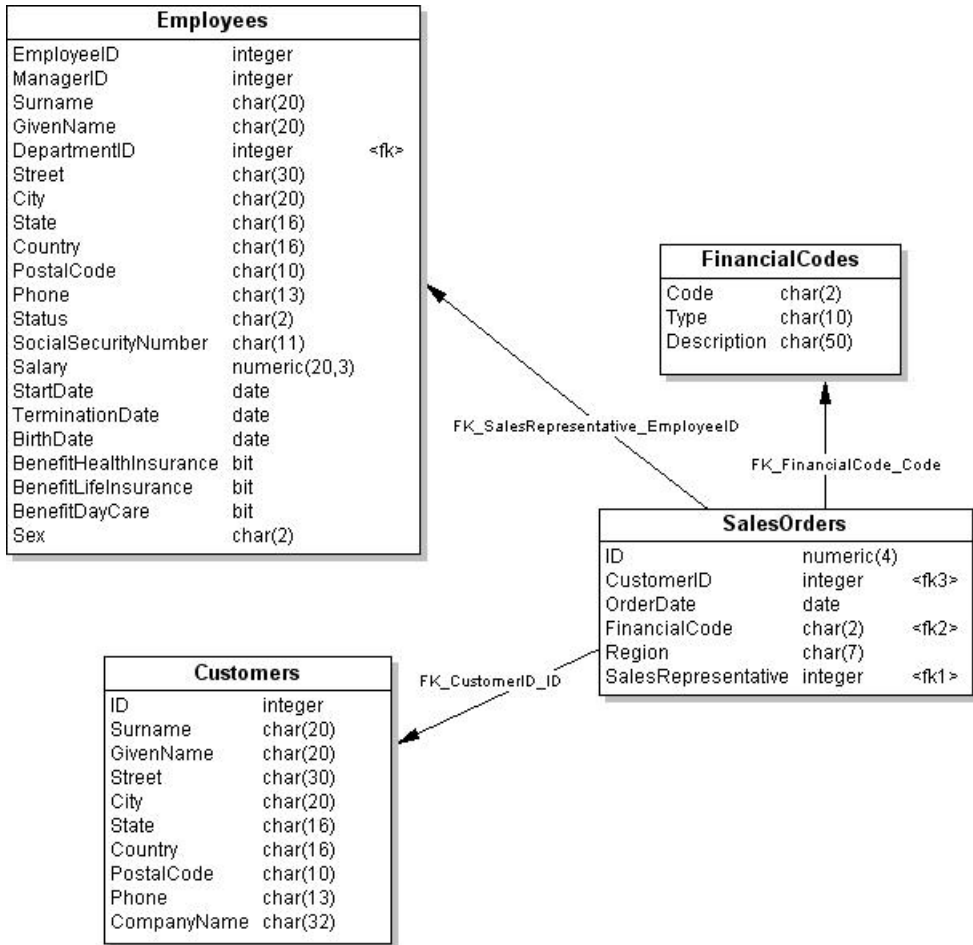 Employees
EmployeeID integer
ManagerID integer
Surname char(20)
GivenName char(20)
DepartmentID integer <fk>
Street char(30)
City char(20)
State char(16)
Country char(16)
PostalCode char(10)
Phone char(13)
Status char(2)
SocialSecurityNumber char(11)
Salary numeric(20,3)
StartDate date
TerminationDate date
BirthDate date
BenefitHealthInsurance bit
BenefitLifeInsurance bit
BenefitDayCare bit
Sex char(2)
FinancialCodes
Code char(2)
Type char(10)
Description char(50)
FK_SalesRepresentative_EmployeeID
FK_FinancialCode_Code
SalesOrders
ID numeric(4)
CustomerID integer <fk3>
OrderDate date
FinancialCode char(2) <fk2>
Region char(7)
SalesRepresentative integer <fk1>
FK_CustomerID_ID
Customers
ID integer
Surname char(20)
GivenName char(20)
Street char(30)
City char(20)
State char(16)
Country char(16)
PostalCode char(10)
Phone char(13)
CompanyName char(32)